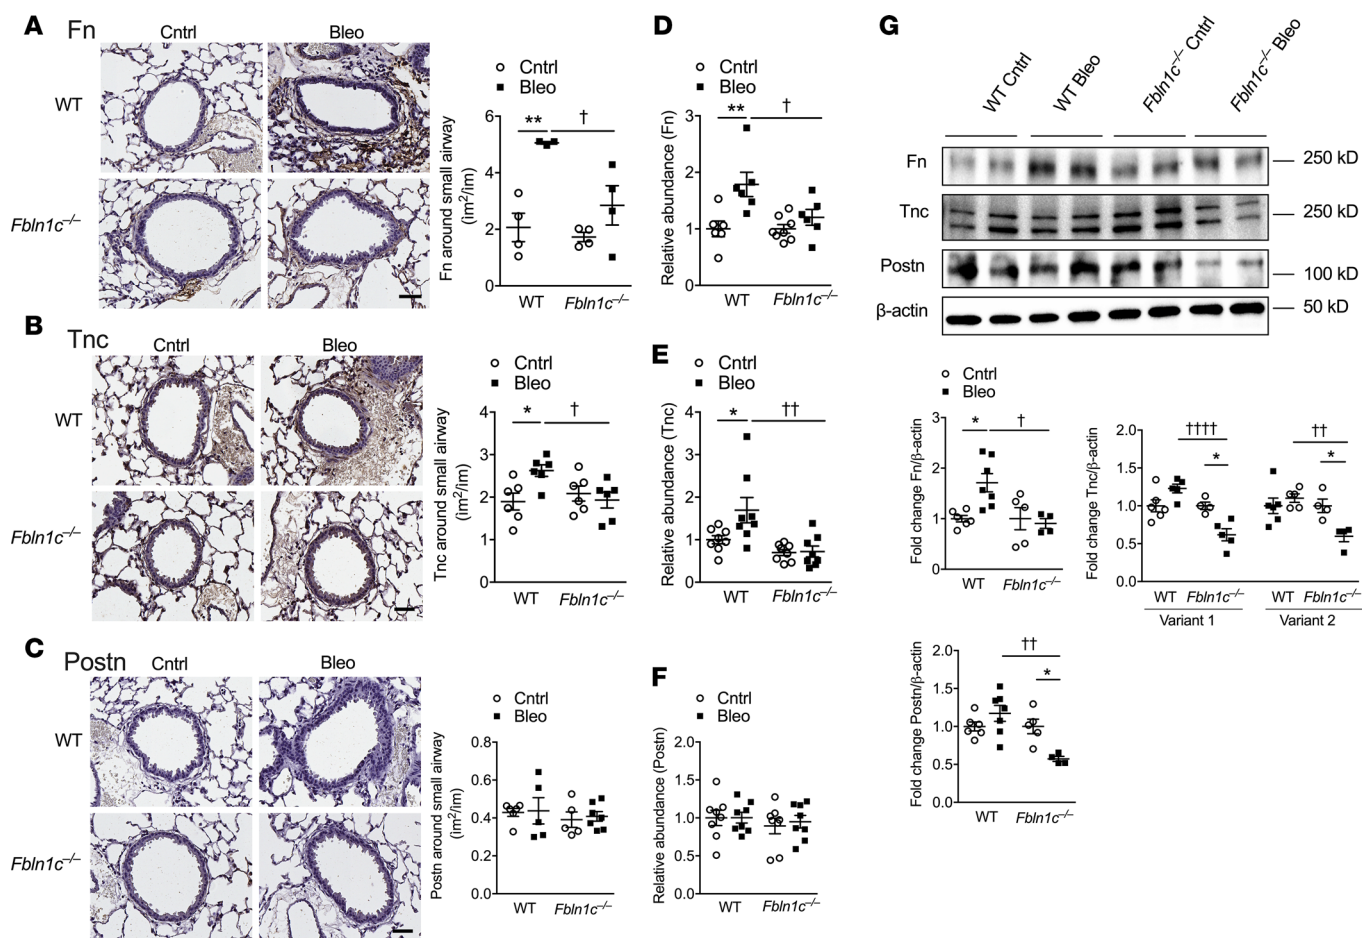 A Fn
Cntrl Bleo
WT
Fbln1c–/–
Cntrl
Bleo
Fn around small airway
(im2/im)
6
4
2
0
** †
WT Fbln1c–/–
B Tnc
Cntrl Bleo
WT
Fbln1c–/–
Cntrl
Bleo
Tnc around small airway
(im2/im)
4
3
2
1
0
* †
WT Fbln1c–/–
C Postn
Cntrl Bleo
WT
Fbln1c–/–
Cntrl
Bleo
Postn around small airway
(im2/im)
0.8
0.6
0.4
0.2
0.0
WT Fbln1c–/–
D
Cntrl
Bleo
Relative abundance (Fn)
3
2
1
0
** †
WT Fbln1c–/–
E
Cntrl
Bleo
Relative abundance (Tnc)
4
3
2
1
0
* ††
WT Fbln1c–/–
F
Cntrl
Bleo
Relative abundance (Postn)
2.0
1.5
1.0
0.5
0.0
WT Fbln1c–/–
G
WT Cntrl
WT Bleo
Fbln1c–/– Cntrl
Fbln1c–/– Bleo
Fn 250 kD
Tnc 250 kD
Postn 100 kD
β-actin 50 kD
Cntrl
Bleo
Fold change Fn/β-actin
3
2
1
0
* †
WT Fbln1c–/–
Fold change Tnc/β-actin
2.0
1.5
1.0
0.5
0.0
†††† ††
* *
WT Fbln1c–/– WT Fbln1c–/–
Variant 1 Variant 2
Fold change Postn/β-actin
2.0
1.5
1.0
0.5
0.0
††
*
WT Fbln1c–/–